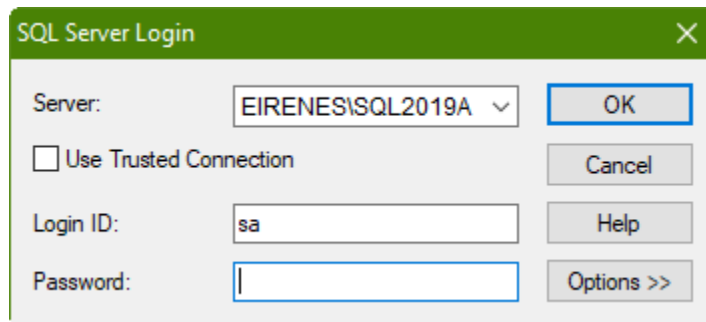 SQL Server Login
Server: EIRENES\SQL2019A OK
Use Trusted Connection Cancel
Login ID: sa Help
Password: Options >>